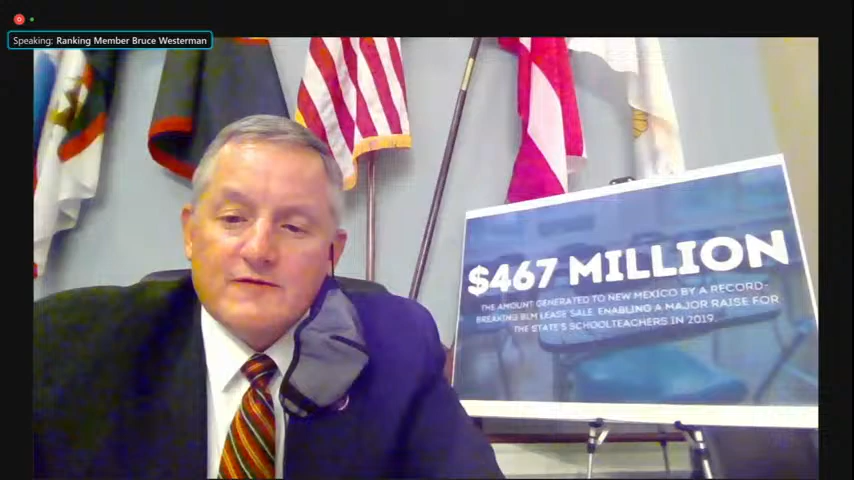 Speaking: Ranking Member Bruce Westerman
$467 MILLION
THE AMOUNT GENERATED TO NEW MEXICO BY A RECORD-
BREAKING BLM LEASE SALE, ENABLING A MAJOR RAISE FOR
THE STATE'S SCHOOLTEACHERS IN 2019.